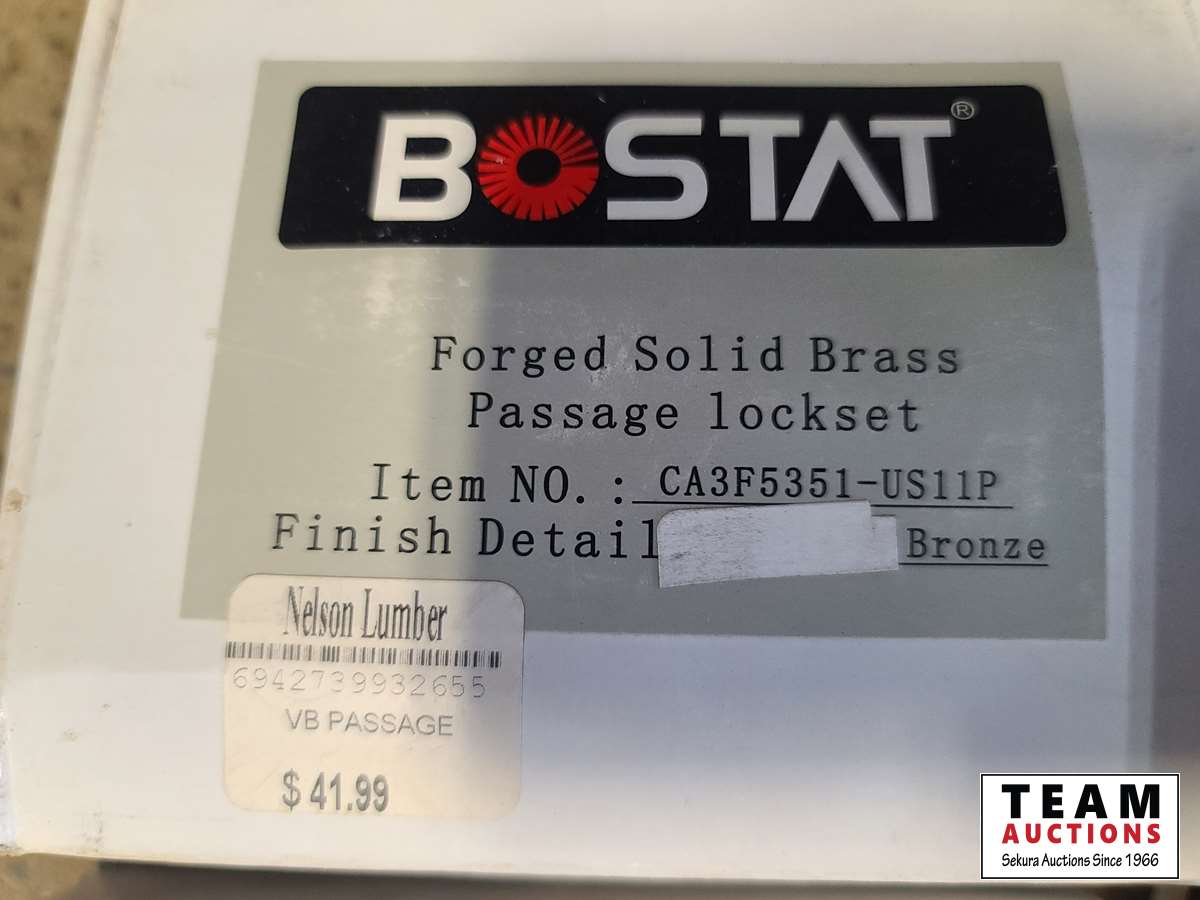 BOSTAT®
Forged Solid Brass
Passage lockset
Item NO.: CA3F5351-US11P
Finish Detail Bronze
Nelson Lumber
6942739932655
VB PASSAGE
$ 41.99
TEAM
AUCTIONS
Sekura Auctions Since 1966